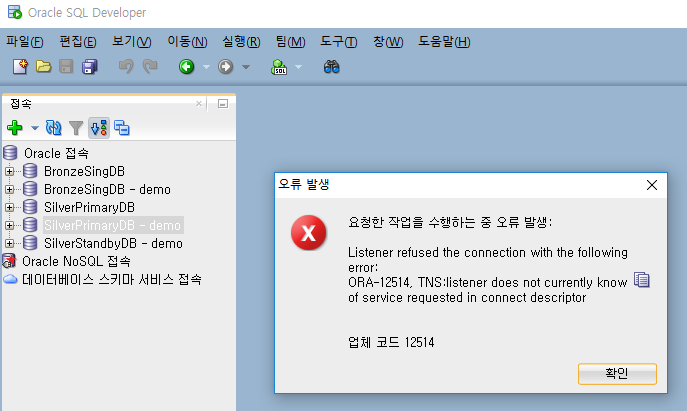 Oracle SQL Developer
파일(F) 편집(E) 보기(V) 이동(N) 실행(R) 팀(M) 도구(T) 창(W) 도움말(H)
SQL
접속
Oracle 접속
BronzeSingDB
BronzeSingDB - demo
SilverPrimaryDB
SilverPrimaryDB - demo
SilverStandbyDB - demo
Oracle NoSQL 접속
데이터베이스 스키마 서비스 접속
오류 발생
요청한 작업을 수행하는 중 오류 발생:
Listener refused the connection with the following
error:
ORA-12514, TNS:listener does not currently know
of service requested in connect descriptor
업체 코드 12514
확인